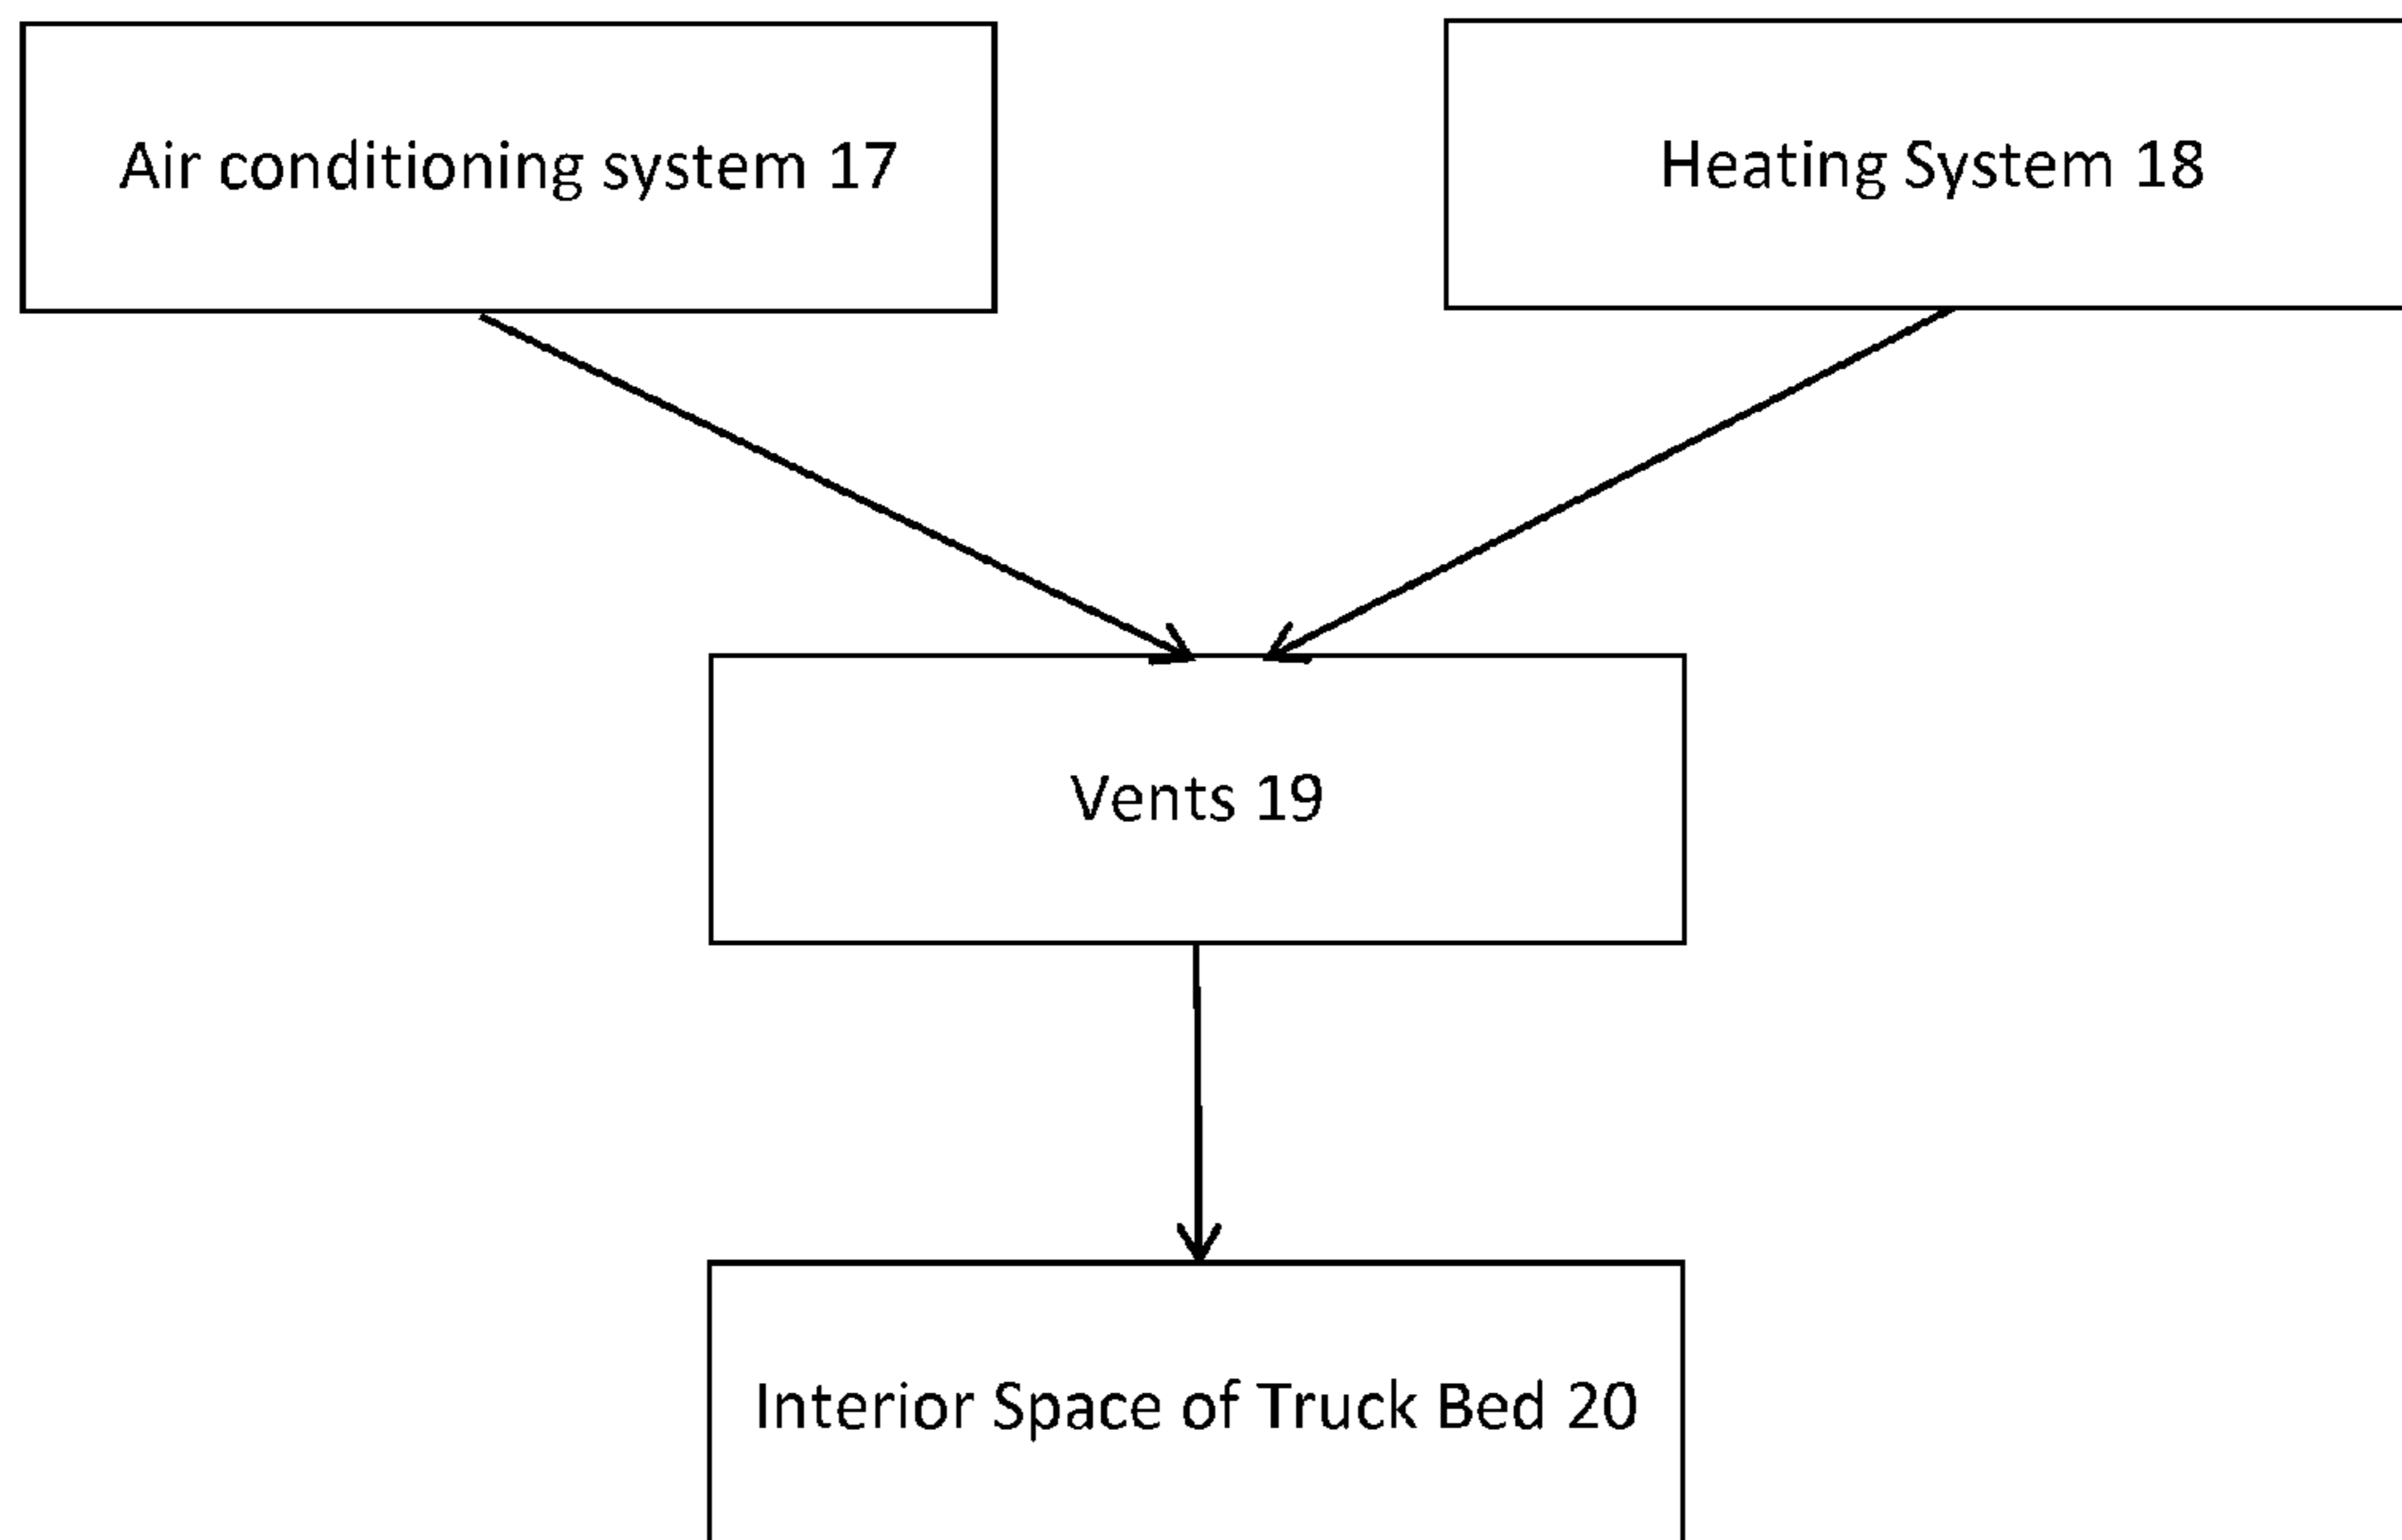 Air conditioning system 17
Heating System 18
Vents 19
Interior Space of Truck Bed 20